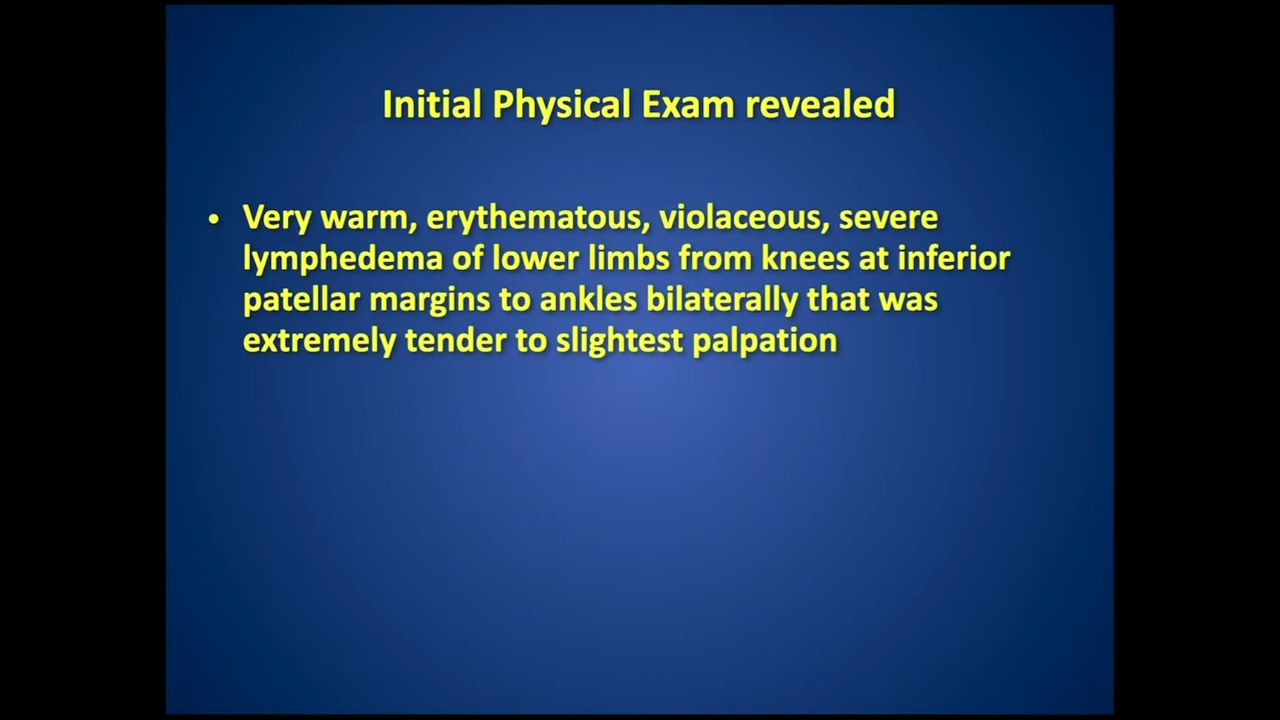 Initial Physical Exam revealed
• Very warm, erythematous, violaceous, severe
lymphedema of lower limbs from knees at inferior
patellar margins to ankles bilaterally that was
extremely tender to slightest palpation